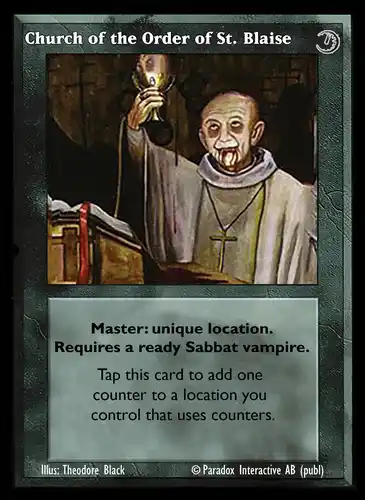 Church of the Order of St. Blaise
Master: unique location.
Requires a ready Sabbat vampire.
Tap this card to add one
counter to a location you
control that uses counters.
Illus: Theodore Black © Paradox Interactive AB (publ)